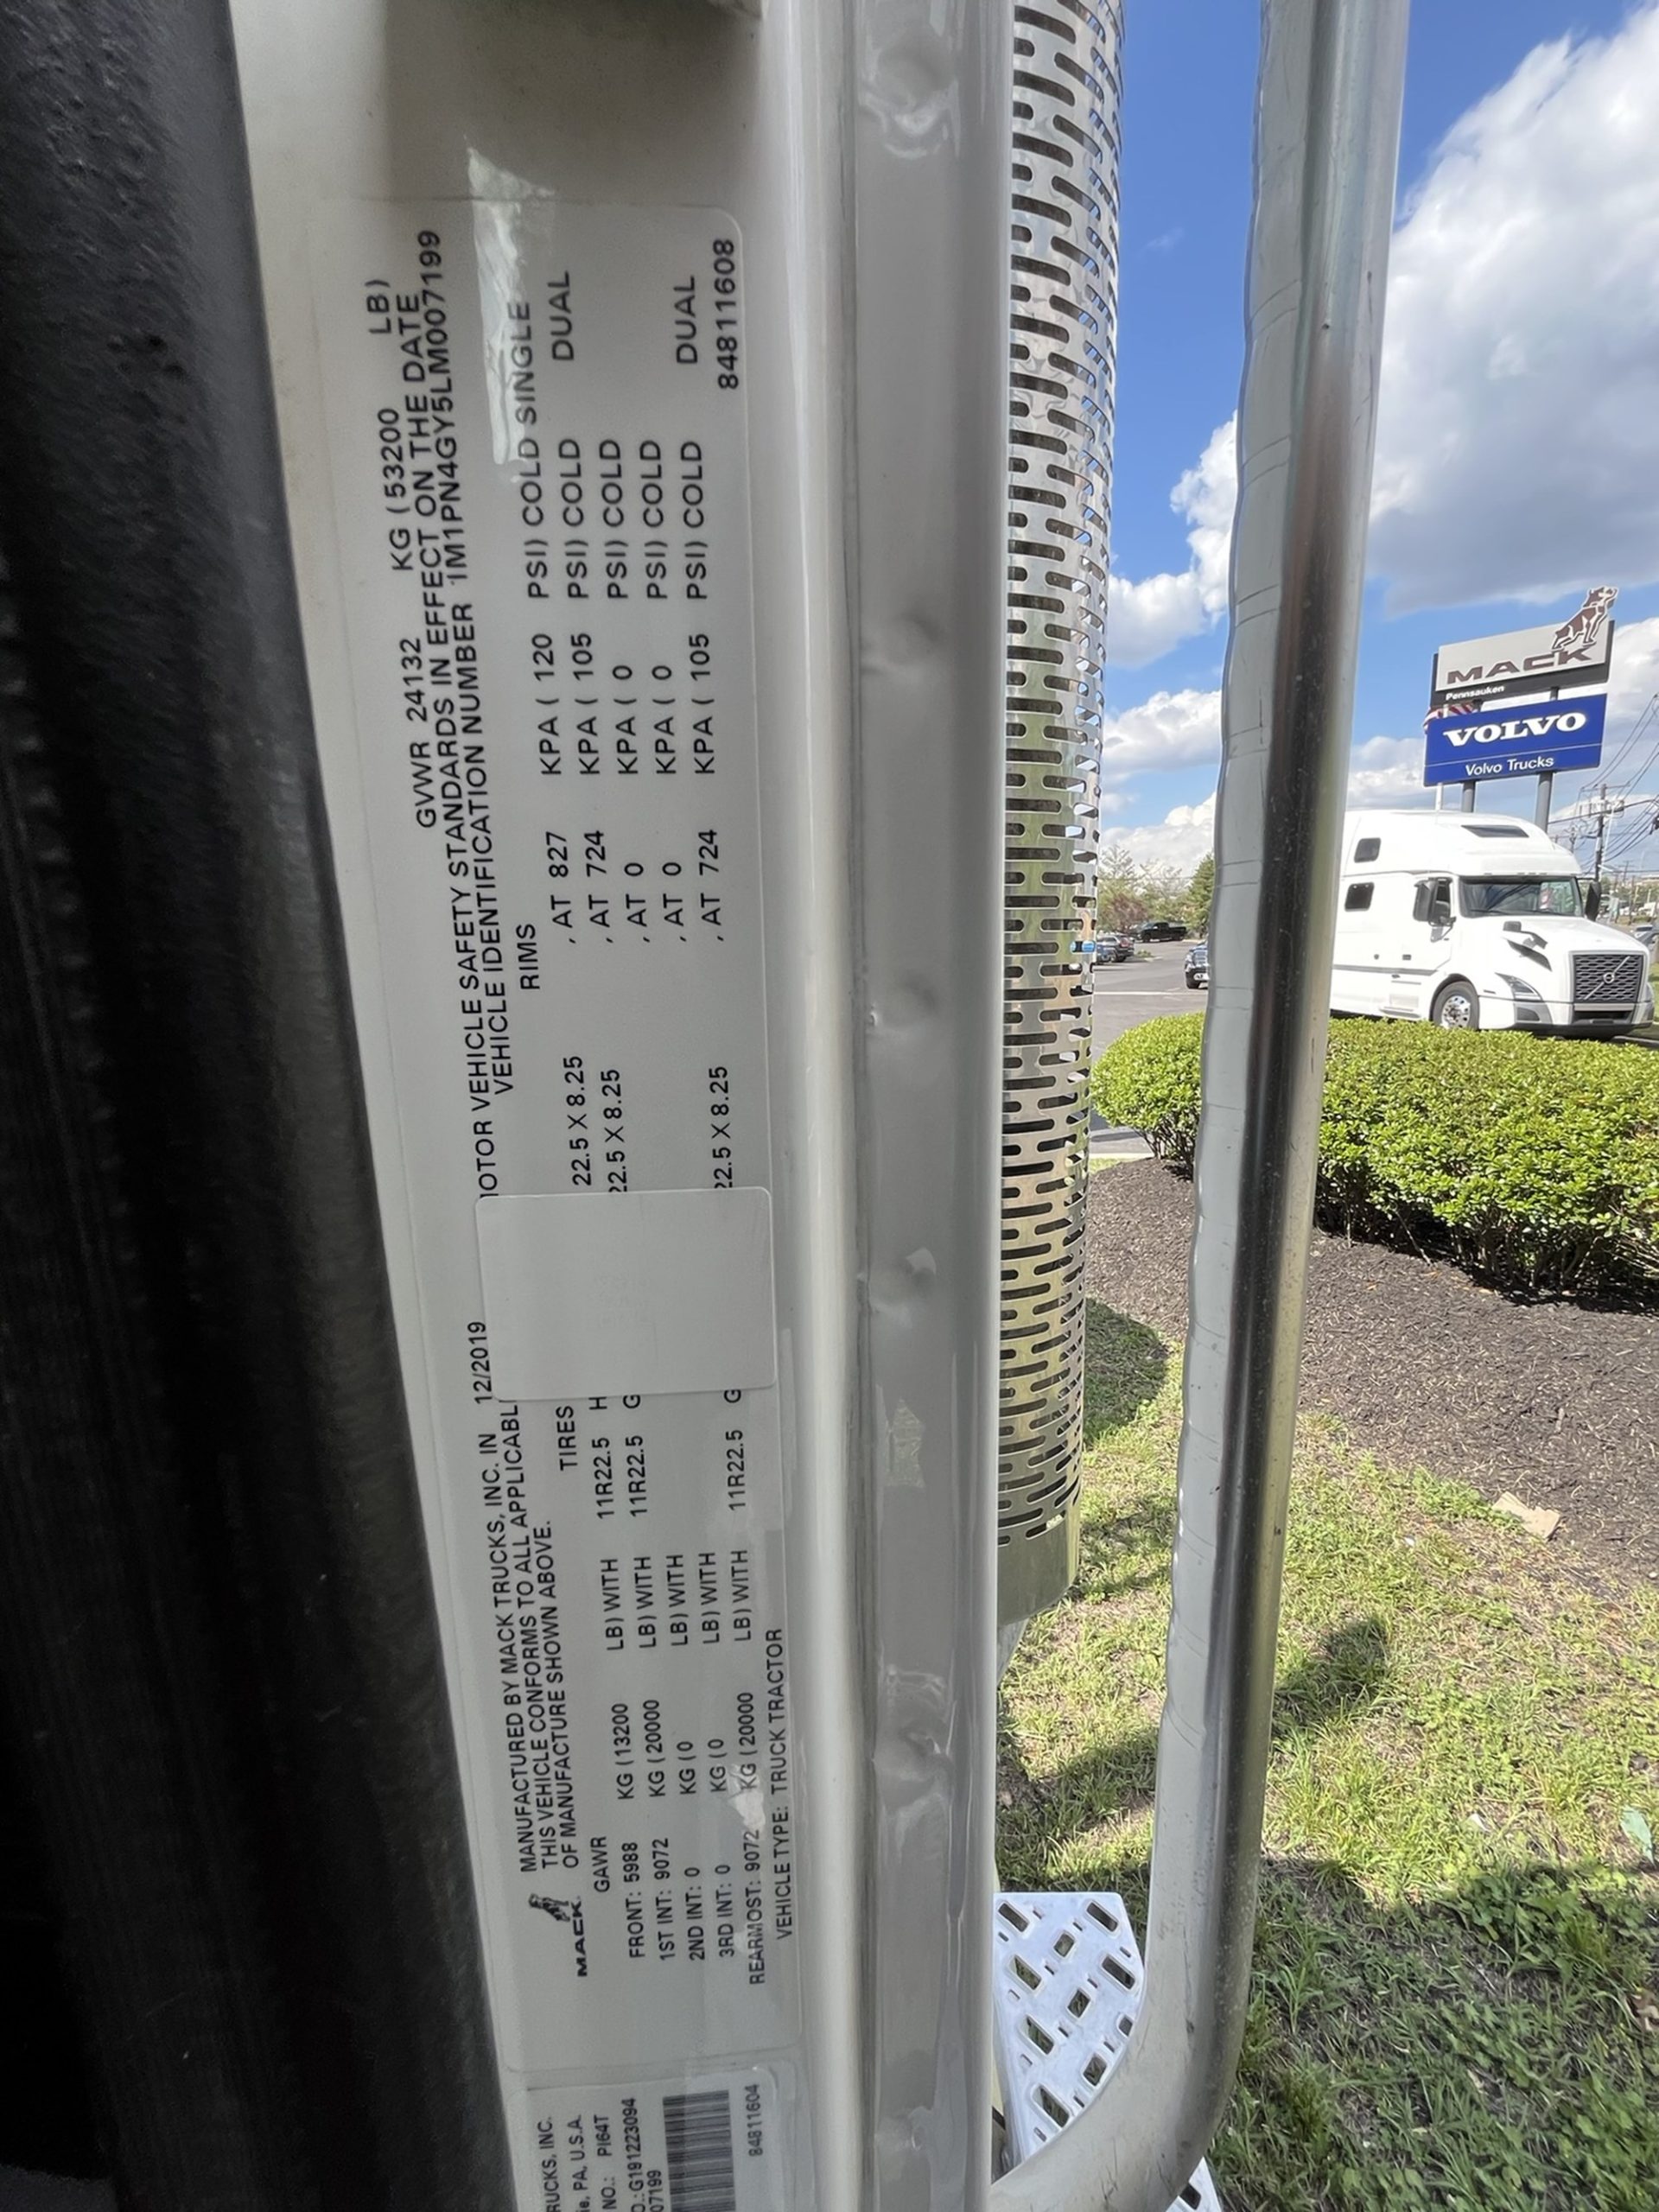 MANUFACTURED BY MACK TRUCKS, INC. IN 12/2019 GVWR 24132 KG (53200 LB)
THIS VEHICLE CONFORMS TO ALL APPLICABL OTOR VEHICLE SAFETY STANDARDS IN EFFECT ON THE DATE
OF MANUFACTURE SHOWN ABOVE. VEHICLE IDENTIFICATION NUMBER 1M1PN4GY5LM007199
MACK
GAWR TIRES RIMS
FRONT: 5988 KG (13200 LB) WITH 11R22.5 H 22.5 X 8.25 , AT 827 KPA ( 120 PSI) COLD SINGLE
1ST INT: 9072 KG (20000 LB) WITH 11R22.5 G 22.5 X 8.25 , AT 724 KPA ( 105 PSI) COLD DUAL
2ND INT: 0 KG (0 LB) WITH , AT 0 KPA ( 0 PSI) COLD
3RD INT: 0 KG (0 LB) WITH , AT 0 KPA ( 0 PSI) COLD
REARMOST: 9072 KG (20000 LB) WITH 11R22.5 G 22.5 X 8.25 , AT 724 KPA ( 105 PSI) COLD DUAL
VEHICLE TYPE: TRUCK TRACTOR 84811608
RUCKS, INC.
ie, PA, U.S.A.
NO.: PI64T
O.:G191223094
07199
84811604
MACK
Pennsauken
VOLVO
Volvo Trucks